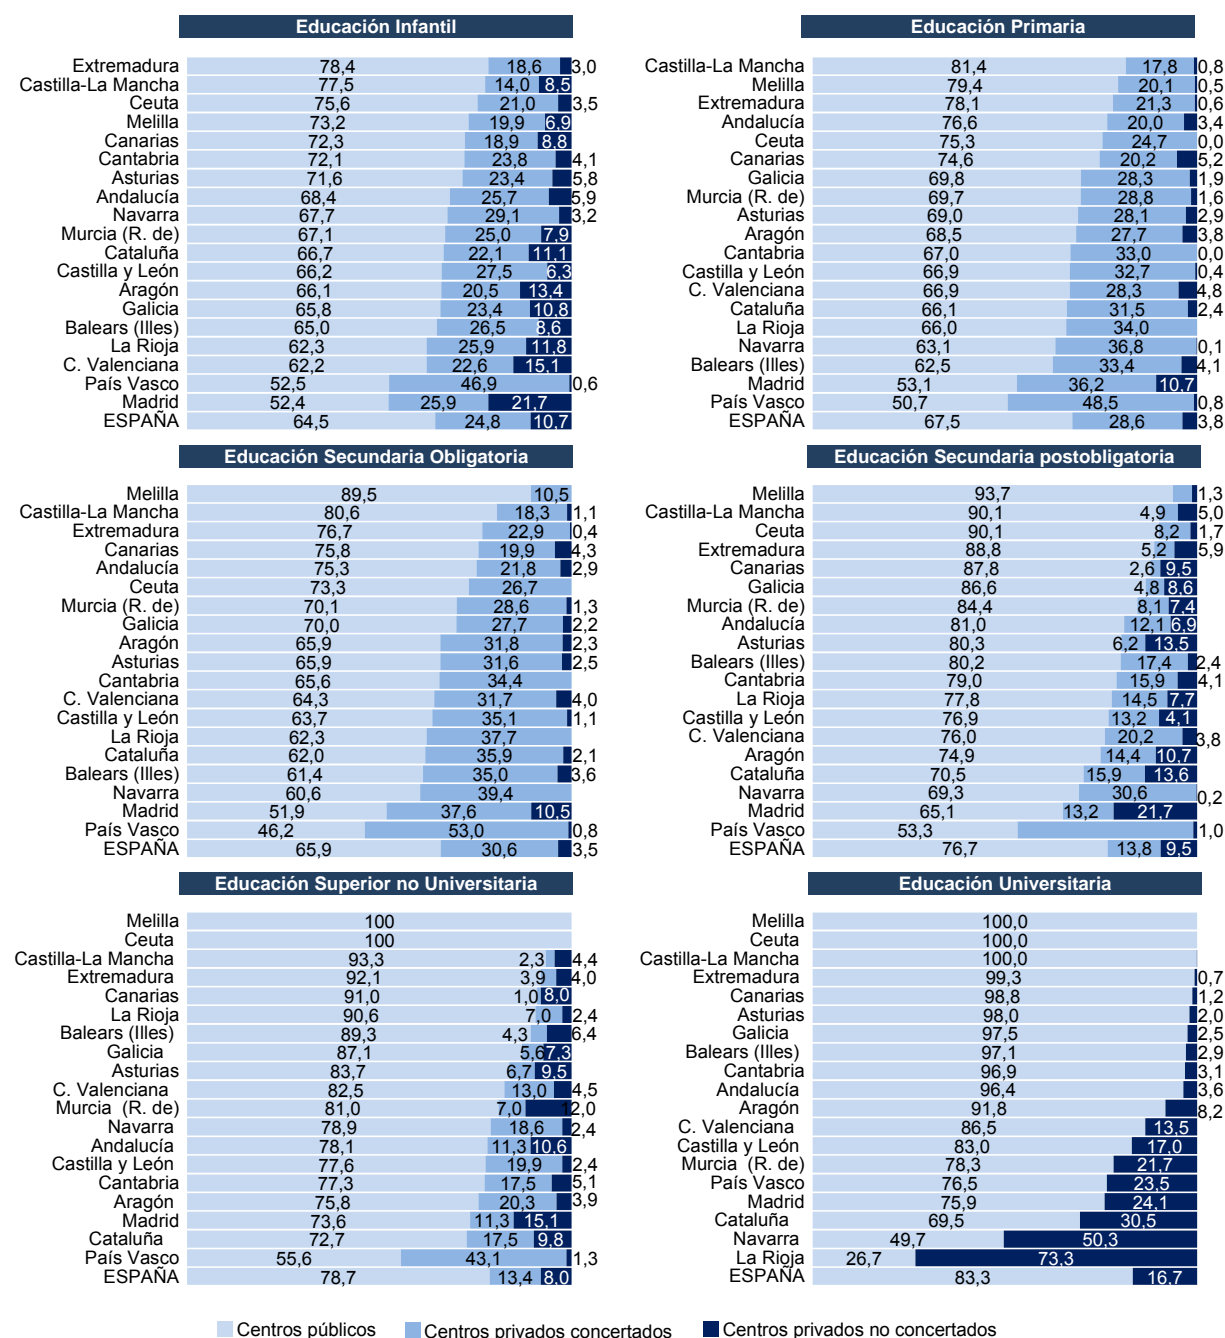 Educación Infantil
Extremadura 78,4 18,6 3,0
Castilla-La Mancha 77,5 14,0 8,5
Ceuta 75,6 21,0 3,5
Melilla 73,2 19,9 6,9
Canarias 72,3 18,9 8,8
Cantabria 72,1 23,8 4,1
Asturias 71,6 23,4 5,8
Andalucía 68,4 25,7 5,9
Navarra 67,7 29,1 3,2
Murcia (R. de) 67,1 25,0 7,9
Cataluña 66,7 22,1 11,1
Castilla y León 66,2 27,5 6,3
Aragón 66,1 20,5 13,4
Galicia 65,8 23,4 10,8
Balears (Illes) 65,0 26,5 8,6
La Rioja 62,3 25,9 11,8
C. Valenciana 62,2 22,6 15,1
País Vasco 52,5 46,9 0,6
Madrid 52,4 25,9 21,7
ESPAÑA 64,5 24,8 10,7
Educación Primaria
Castilla-La Mancha 81,4 17,8 0,8
Melilla 79,4 20,1 0,5
Extremadura 78,1 21,3 0,6
Andalucía 76,6 20,0 3,4
Ceuta 75,3 24,7 0,0
Canarias 74,6 20,2 5,2
Galicia 69,8 28,3 1,9
Murcia (R. de) 69,7 28,8 1,6
Asturias 69,0 28,1 2,9
Aragón 68,5 27,7 3,8
Cantabria 67,0 33,0 0,0
Castilla y León 66,9 32,7 0,4
C. Valenciana 66,9 28,3 4,8
Cataluña 66,1 31,5 2,4
La Rioja 66,0 34,0
Navarra 63,1 36,8 0,1
Balears (Illes) 62,5 33,4 4,1
Madrid 53,1 36,2 10,7
País Vasco 50,7 48,5 0,8
ESPAÑA 67,5 28,6 3,8
Educación Secundaria Obligatoria
Melilla 89,5 10,5
Castilla-La Mancha 80,6 18,3 1,1
Extremadura 76,7 22,9 0,4
Canarias 75,8 19,9 4,3
Andalucía 75,3 21,8 2,9
Ceuta 73,3 26,7
Murcia (R. de) 70,1 28,6 1,3
Galicia 70,0 27,7 2,2
Aragón 65,9 31,8 2,3
Asturias 65,9 31,6 2,5
Cantabria 65,6 34,4
C. Valenciana 64,3 31,7 4,0
Castilla y León 63,7 35,1 1,1
La Rioja 62,3 37,7
Cataluña 62,0 35,9 2,1
Balears (Illes) 61,4 35,0 3,6
Navarra 60,6 39,4
Madrid 51,9 37,6 10,5
País Vasco 46,2 53,0 0,8
ESPAÑA 65,9 30,6 3,5
Educación Secundaria postobligatoria
Melilla 93,7 1,3
Castilla-La Mancha 90,1 4,9 5,0
Ceuta 90,1 8,2 1,7
Extremadura 88,8 5,2 5,9
Canarias 87,8 2,6 9,5
Galicia 86,6 4,8 8,6
Murcia (R. de) 84,4 8,1 7,4
Andalucía 81,0 12,1 6,9
Asturias 80,3 6,2 13,5
Balears (Illes) 80,2 17,4 2,4
Cantabria 79,0 15,9 4,1
La Rioja 77,8 14,5 7,7
Castilla y León 76,9 13,2 4,1
C. Valenciana 76,0 20,2 3,8
Aragón 74,9 14,4 10,7
Cataluña 70,5 15,9 13,6
Navarra 69,3 30,6 0,2
Madrid 65,1 13,2 21,7
País Vasco 53,3 1,0
ESPAÑA 76,7 13,8 9,5
Educación Superior no Universitaria
Melilla 100
Ceuta 100
Castilla-La Mancha 93,3 2,3 4,4
Extremadura 92,1 3,9 4,0
Canarias 91,0 1,0 8,0
La Rioja 90,6 7,0 2,4
Balears (Illes) 89,3 4,3 6,4
Galicia 87,1 5,6 7,3
Asturias 83,7 6,7 9,5
C. Valenciana 82,5 13,0 4,5
Murcia (R. de) 81,0 7,0 12,0
Navarra 78,9 18,6 2,4
Andalucía 78,1 11,3 10,6
Castilla y León 77,6 19,9 2,4
Cantabria 77,3 17,5 5,1
Aragón 75,8 20,3 3,9
Madrid 73,6 11,3 15,1
Cataluña 72,7 17,5 9,8
País Vasco 55,6 43,1 1,3
ESPAÑA 78,7 13,4 8,0
Educación Universitaria
Melilla 100,0
Ceuta 100,0
Castilla-La Mancha 100,0
Extremadura 99,3 0,7
Canarias 98,8 1,2
Asturias 98,0 2,0
Galicia 97,5 2,5
Balears (Illes) 97,1 2,9
Cantabria 96,9 3,1
Andalucía 96,4 3,6
Aragón 91,8 8,2
C. Valenciana 86,5 13,5
Castilla y León 83,0 17,0
Murcia (R. de) 78,3 21,7
País Vasco 76,5 23,5
Madrid 75,9 24,1
Cataluña 69,5 30,5
Navarra 49,7 50,3
La Rioja 26,7 73,3
ESPAÑA 83,3 16,7
Centros públicos Centros privados concertados Centros privados no concertados